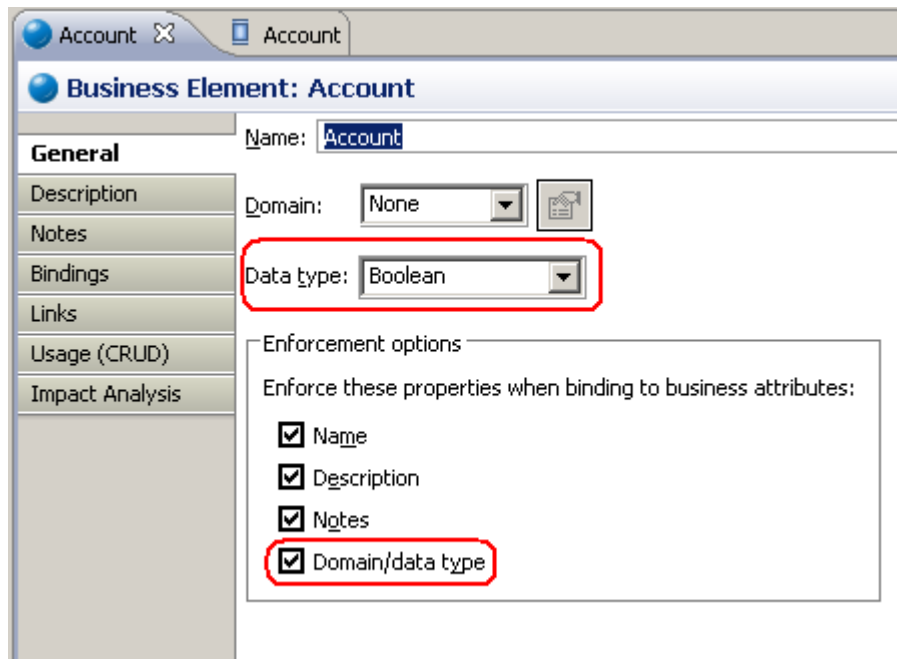 Account Account
Business Element: Account
General
Description
Notes
Bindings
Links
Usage (CRUD)
Impact Analysis
Name: Account
Domain: None
Data type: Boolean
Enforcement options
Enforce these properties when binding to business attributes:
Name
Description
Notes
Domain/data type